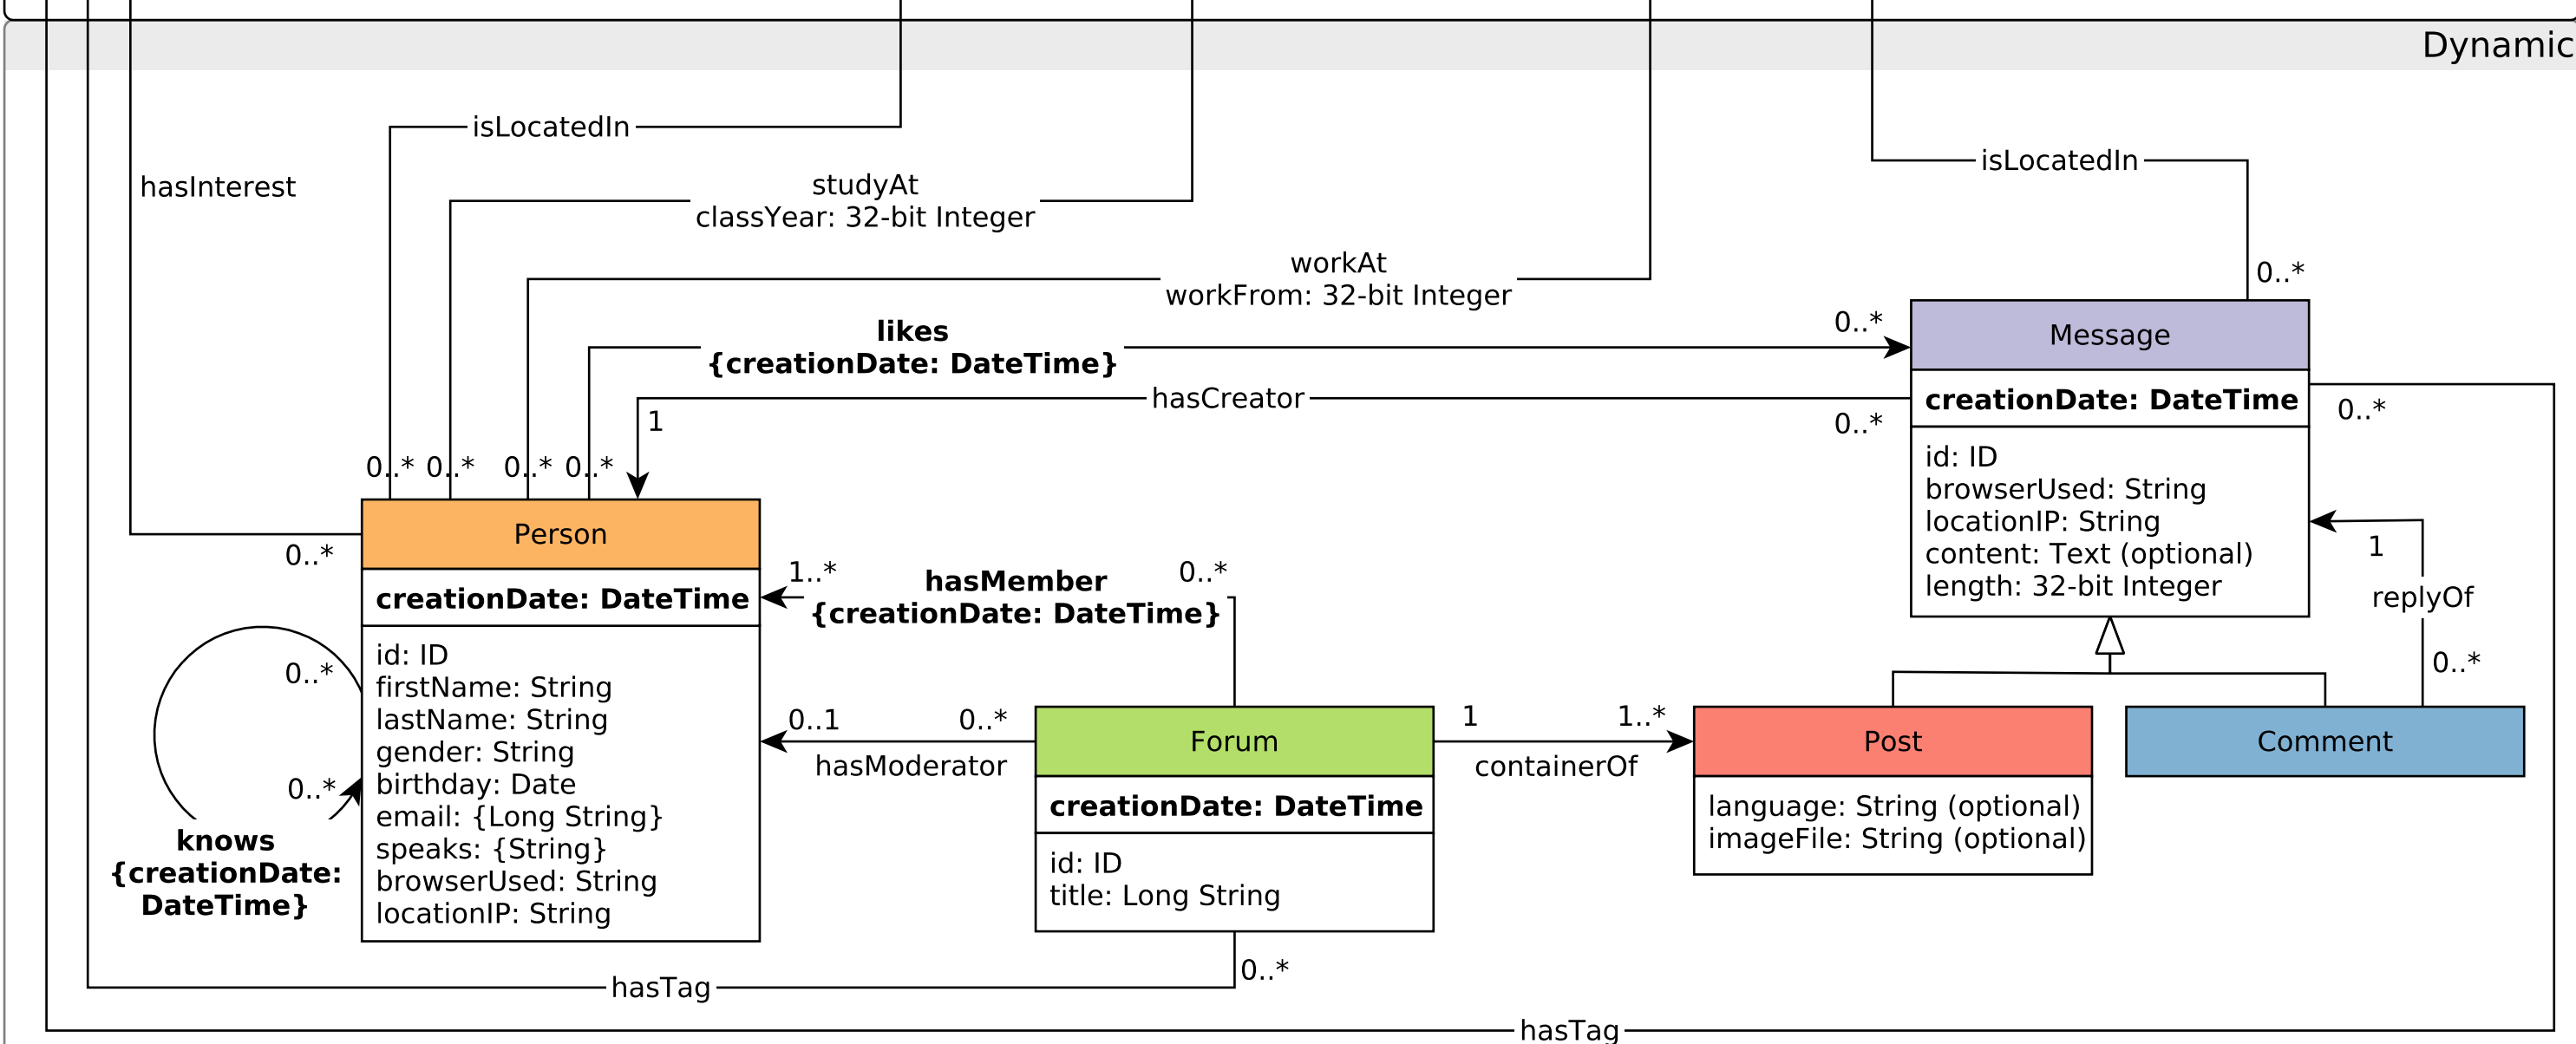 Dynamic
isLocatedIn
isLocatedIn
hasInterest
studyAt
classYear: 32-bit Integer
workAt
workFrom: 32-bit Integer
0..*
likes
{creationDate: DateTime}
0..*
Message
hasCreator
1
0..*
creationDate: DateTime
0..*
id: ID
browserUsed: String
locationIP: String
content: Text (optional)
length: 32-bit Integer
1
replyOf
0..*
0..*
0..*
0..*
0..*
Person
0..*
creationDate: DateTime
1..*
hasMember
{creationDate: DateTime}
0..*
id: ID
firstName: String
lastName: String
gender: String
birthday: Date
email: {Long String}
speaks: {String}
browserUsed: String
locationIP: String
0..*
0..*
knows
{creationDate:
DateTime}
0..1
0..*
hasModerator
Forum
creationDate: DateTime
id: ID
title: Long String
1
1..*
containerOf
Post
language: String (optional)
imageFile: String (optional)
Comment
0..*
hasTag
0..*
hasTag